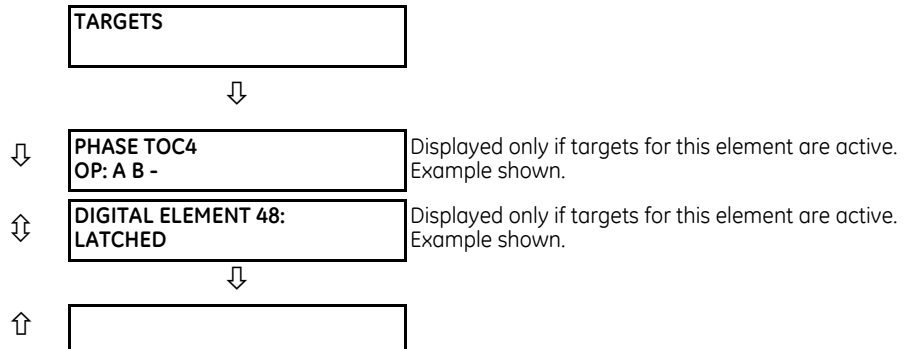 TARGETS
PHASE TOC4
OP: A B -
Displayed only if targets for this element are active.
Example shown.
DIGITAL ELEMENT 48:
LATCHED
Displayed only if targets for this element are active.
Example shown.